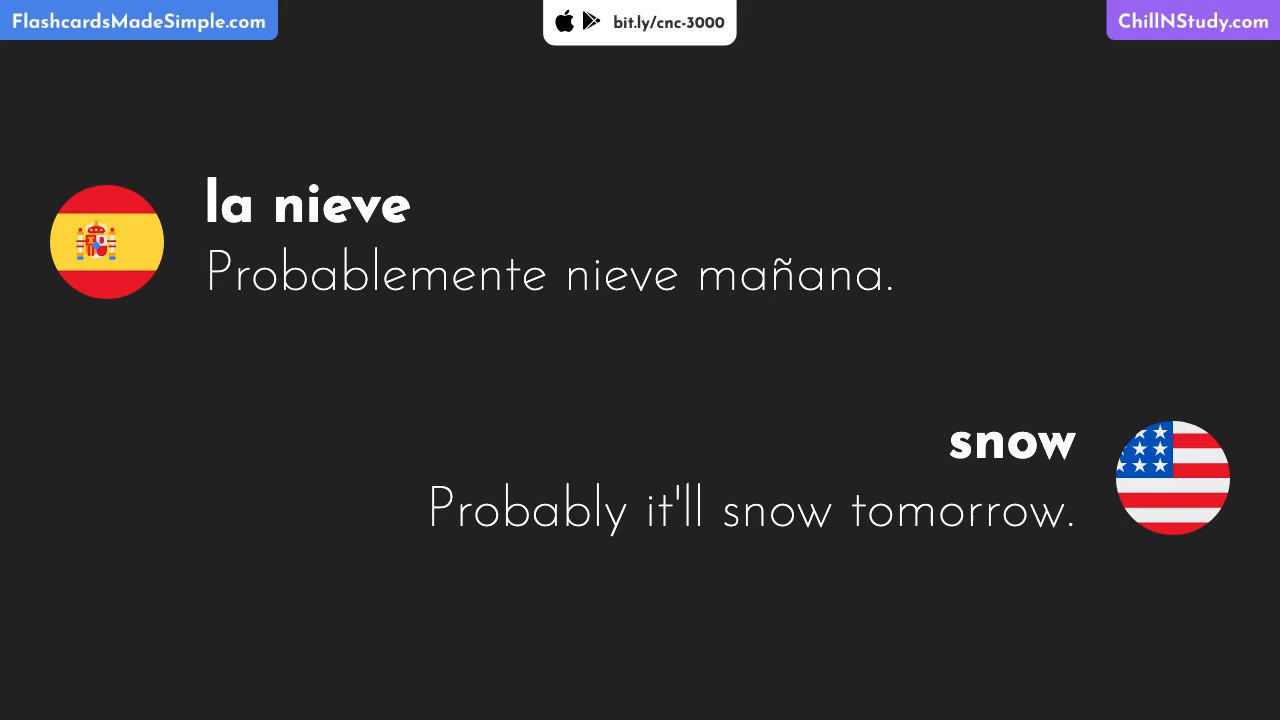 FlashcardsMadeSimple.com
bit.ly/cnc-3000
ChillNStudy.com
la nieve
Probablemente nieve mañana.
snow
Probably it'll snow tomorrow.